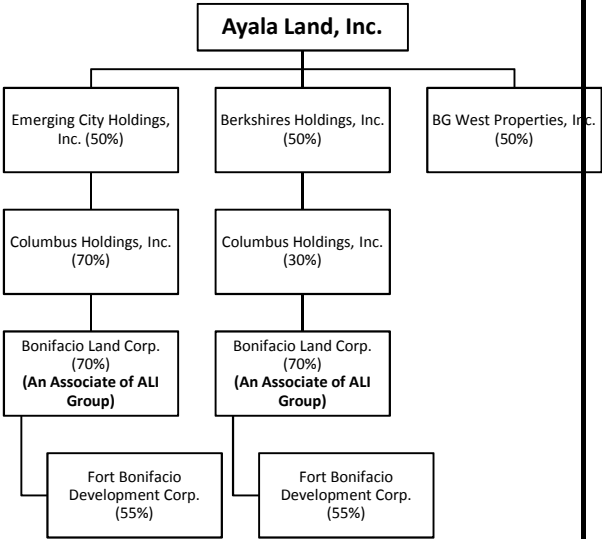 Ayala Land, Inc.
Emerging City Holdings,
Inc. (50%)
Berkshires Holdings, Inc.
(50%)
BG West Properties, Inc.
(50%)
Columbus Holdings, Inc.
(70%)
Columbus Holdings, Inc.
(30%)
Bonifacio Land Corp.
(70%)
(An Associate of ALI
Group)
Bonifacio Land Corp.
(70%)
(An Associate of ALI
Group)
Fort Bonifacio
Development Corp.
(55%)
Fort Bonifacio
Development Corp.
(55%)